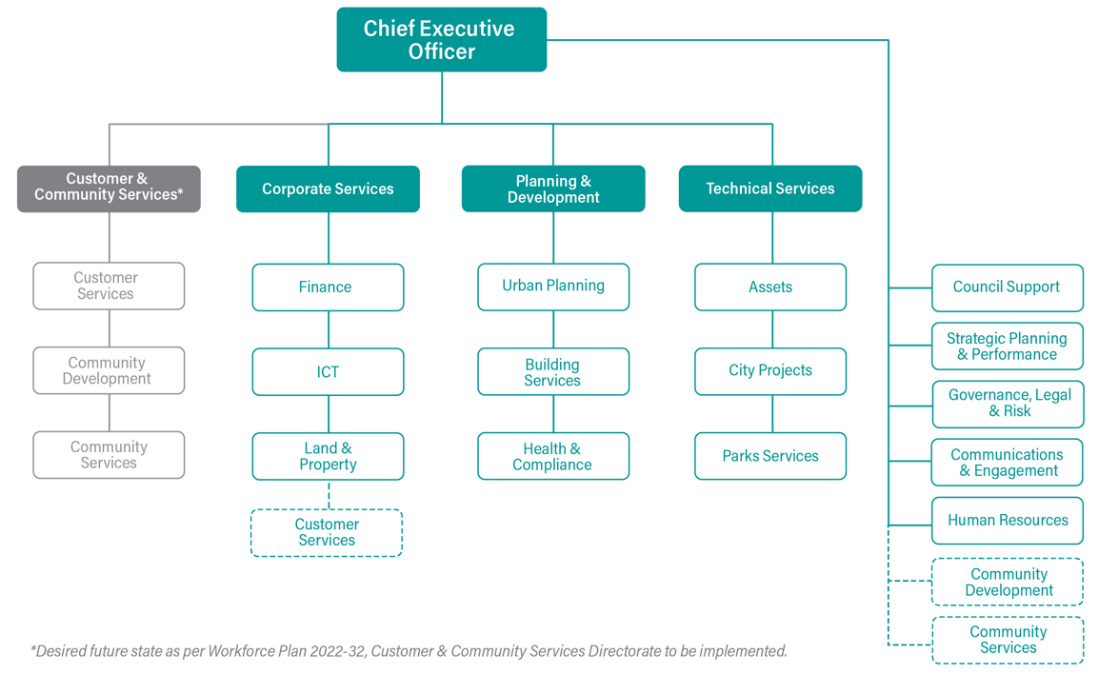 Chief Executive
Officer
Customer &
Community Services*
Corporate Services
Planning &
Development
Technical Services
Customer
Services
Community
Development
Community
Services
Finance
ICT
Land &
Property
Customer
Services
Urban Planning
Building
Services
Health &
Compliance
Assets
City Projects
Parks Services
Council Support
Strategic Planning
& Performance
Governance, Legal
& Risk
Communications
& Engagement
Human Resources
Community
Development
Community
Services
*Desired future state as per Workforce Plan 2022-32, Customer & Community Services Directorate to be implemented.